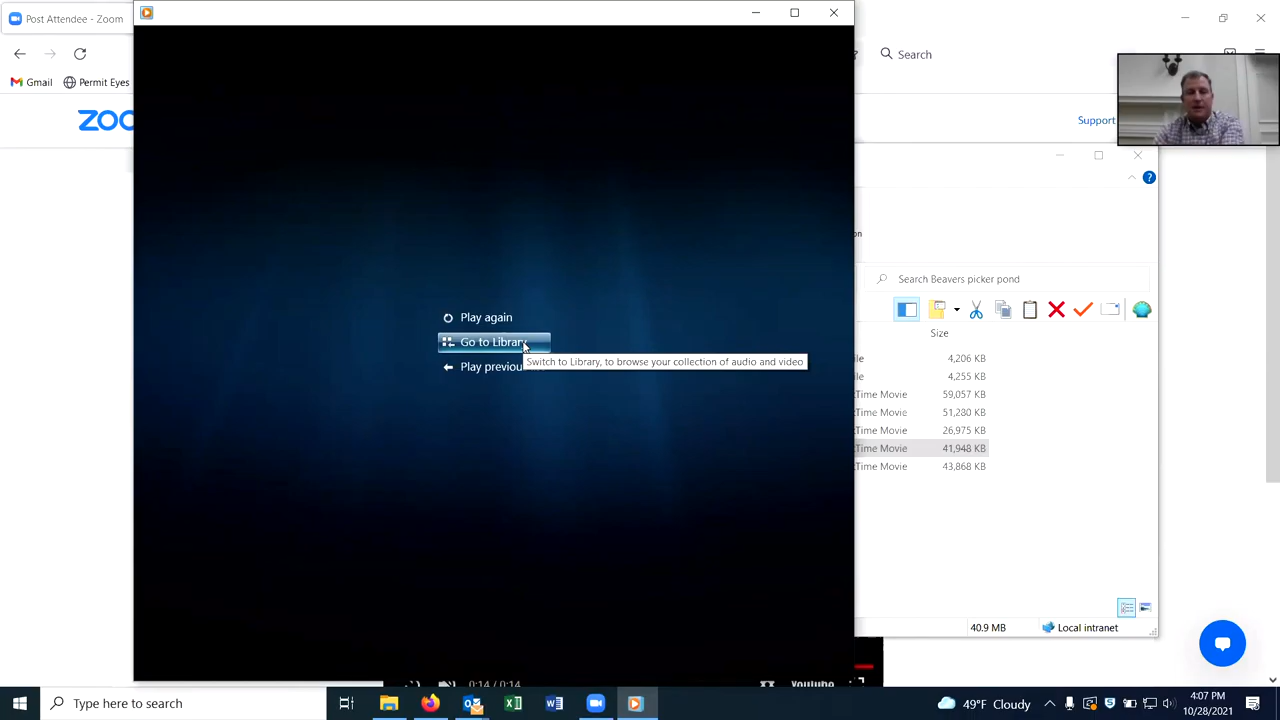 Post Attendee - Zoom
Search
Gmail
Permit Eyes
Support
Search Beavers picker pond
Size
Play again
Go to Library
Switch to Library, to browse your collection of audio and video
Play previou
le 4,206 KB
le 4,255 KB
Time Movie 59,057 KB
Time Movie 51,280 KB
Time Movie 26,975 KB
Time Movie 41,948 KB
Time Movie 43,868 KB
40.9 MB
Local intranet
0:14 / 0:14
YouTube
Type here to search
49°F Cloudy
4:07 PM
10/28/2021